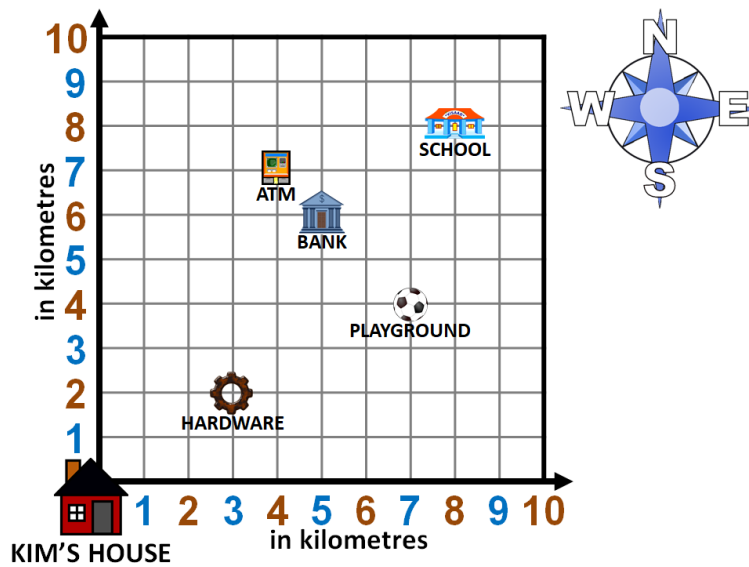 10
9
8
7
6
5
4
3
2
1
in kilometres
N
W E
S
SCHOOL
ATM
$
BANK
PLAYGROUND
HARDWARE
1 2 3 4 5 6 7 8 9 10
in kilometres
KIM'S HOUSE